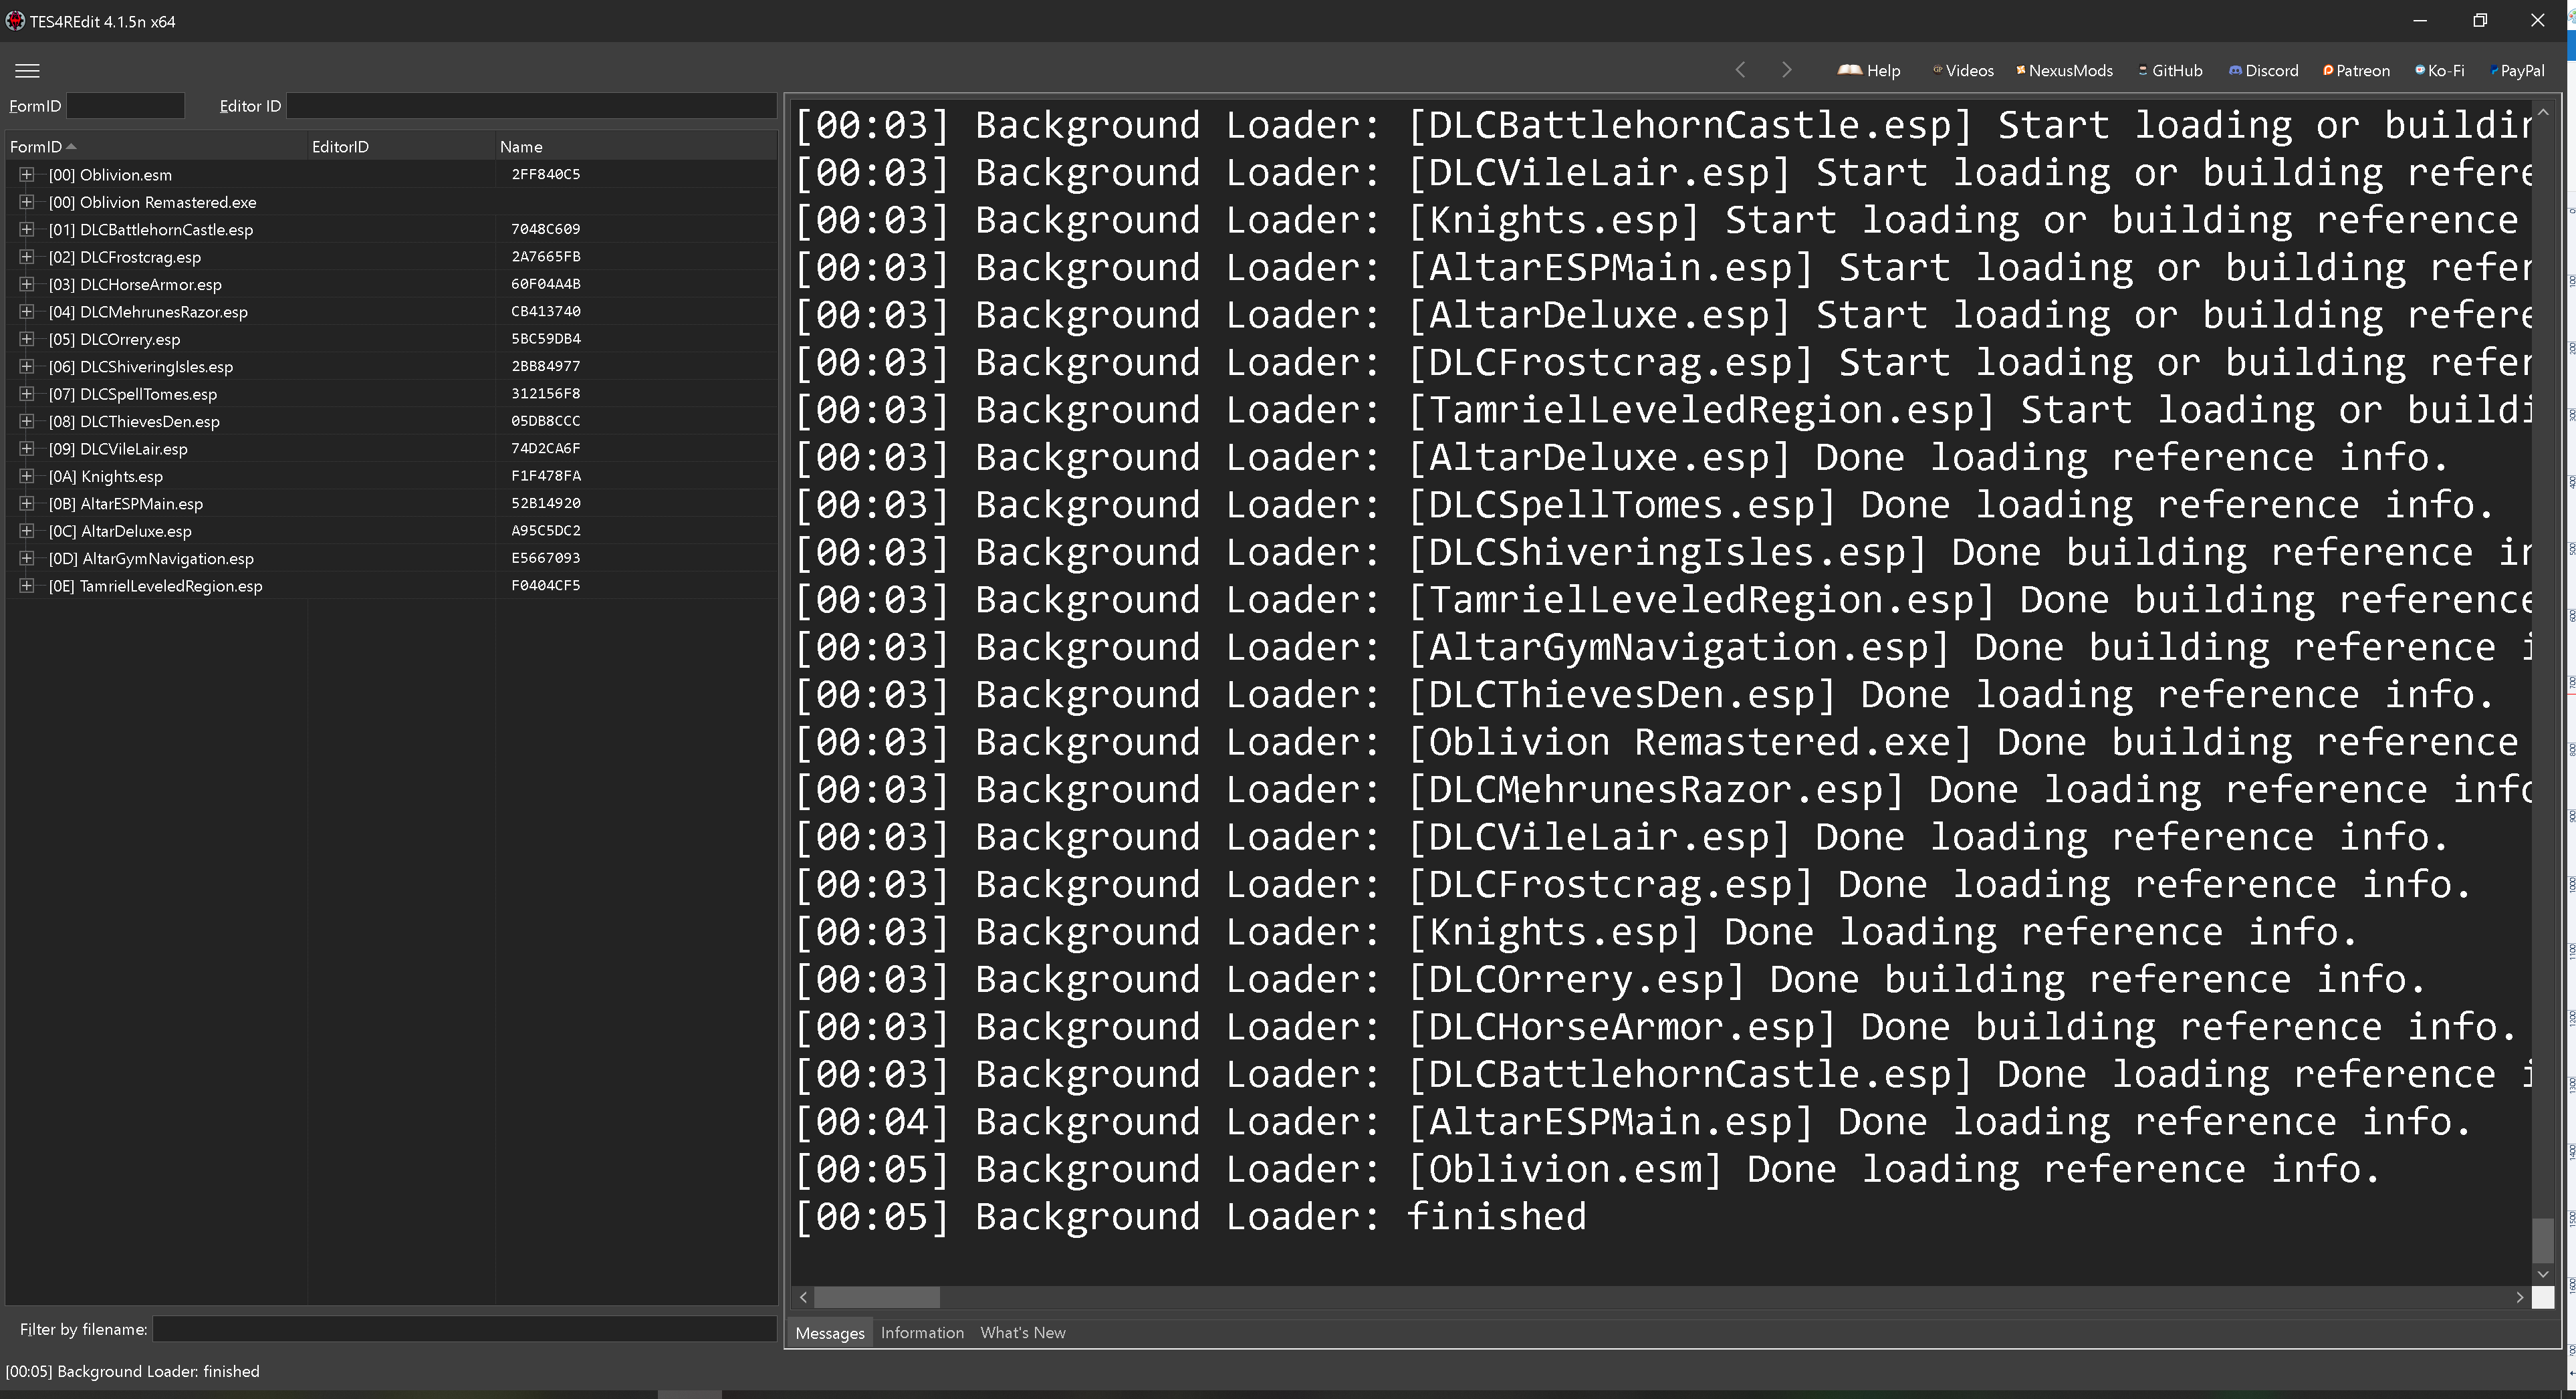 TES4REdit 4.1.5n x64
Help Videos NexusMods GitHub Discord Patreon Ko-Fi PayPal
FormID Editor ID
FormID EditorID Name
[00] Oblivion.esm 2FF840C5
[00] Oblivion Remastered.exe
[01] DLCBattlehornCastle.esp 7048C609
[02] DLCFrostcrag.esp 2A7665FB
[03] DLCHorseArmor.esp 60F04A4B
[04] DLCMehrunesRazor.esp CB413740
[05] DLCOrrery.esp 5BC59DB4
[06] DLCShiveringIsles.esp 2BB84977
[07] DLCSpellTomes.esp 312156F8
[08] DLCThievesDen.esp 05DB8CCC
[09] DLCVileLair.esp 74D2CA6F
[0A] Knights.esp F1F478FA
[0B] AltarESPMain.esp 52B14920
[0C] AltarDeluxe.esp A95C5DC2
[0D] AltarGymNavigation.esp E5667093
[0E] TamrielLeveledRegion.esp F0404CF5
Filter by filename:
[00:03] Background Loader: [DLCBattlehornCastle.esp] Start loading or buildin
[00:03] Background Loader: [DLCVileLair.esp] Start loading or building refere
[00:03] Background Loader: [Knights.esp] Start loading or building reference
[00:03] Background Loader: [AltarESPMain.esp] Start loading or building refer
[00:03] Background Loader: [AltarDeluxe.esp] Start loading or building refere
[00:03] Background Loader: [DLCFrostcrag.esp] Start loading or building refer
[00:03] Background Loader: [TamrielLeveledRegion.esp] Start loading or buildi
[00:03] Background Loader: [AltarDeluxe.esp] Done loading reference info.
[00:03] Background Loader: [DLCSpellTomes.esp] Done loading reference info.
[00:03] Background Loader: [DLCShiveringIsles.esp] Done building reference in
[00:03] Background Loader: [TamrielLeveledRegion.esp] Done building reference
[00:03] Background Loader: [AltarGymNavigation.esp] Done building reference i
[00:03] Background Loader: [DLCThievesDen.esp] Done loading reference info.
[00:03] Background Loader: [Oblivion Remastered.exe] Done building reference
[00:03] Background Loader: [DLCMehrunesRazor.esp] Done loading reference info
[00:03] Background Loader: [DLCVileLair.esp] Done loading reference info.
[00:03] Background Loader: [DLCFrostcrag.esp] Done loading reference info.
[00:03] Background Loader: [Knights.esp] Done loading reference info.
[00:03] Background Loader: [DLCOrrery.esp] Done building reference info.
[00:03] Background Loader: [DLCHorseArmor.esp] Done building reference info.
[00:03] Background Loader: [DLCBattlehornCastle.esp] Done loading reference i
[00:04] Background Loader: [AltarESPMain.esp] Done loading reference info.
[00:05] Background Loader: [Oblivion.esm] Done loading reference info.
[00:05] Background Loader: finished
Messages Information What's New
[00:05] Background Loader: finished